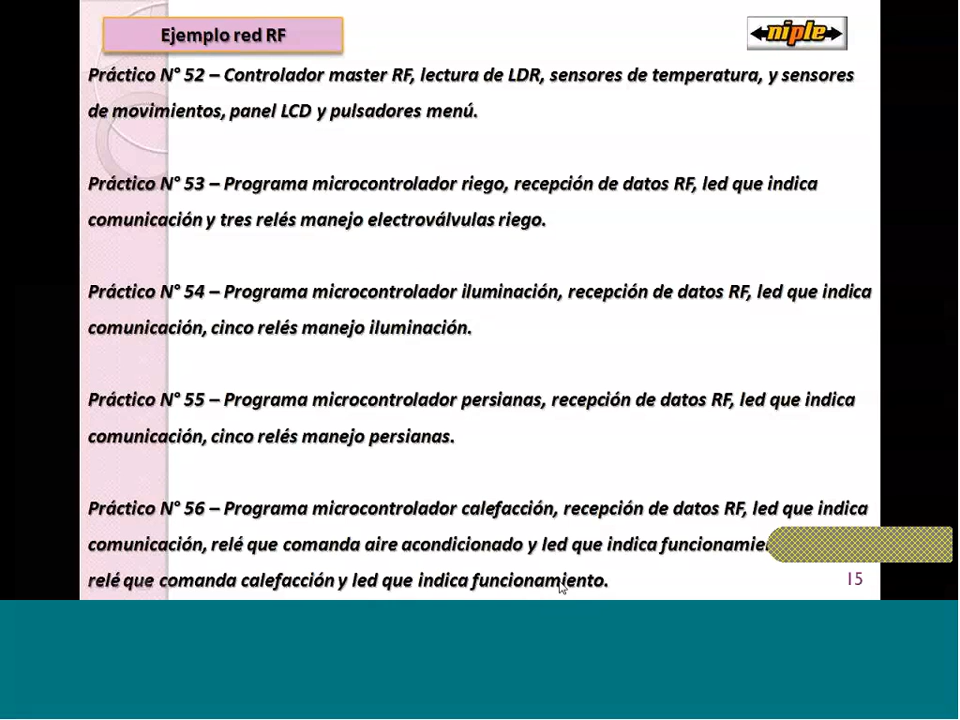 Ejemplo red RF
niple
Práctico N° 52 – Controlador master RF, lectura de LDR, sensores de temperatura, y sensores
de movimientos, panel LCD y pulsadores menú.
Práctico N° 53 – Programa microcontrolador riego, recepción de datos RF, led que indica
comunicación y tres relés manejo electroválvulas riego.
Práctico N° 54 – Programa microcontrolador iluminación, recepción de datos RF, led que indica
comunicación, cinco relés manejo iluminación.
Práctico N° 55 – Programa microcontrolador persianas, recepción de datos RF, led que indica
comunicación, cinco relés manejo persianas.
Práctico N° 56 – Programa microcontrolador calefacción, recepción de datos RF, led que indica
comunicación, relé que comanda aire acondicionado y led que indica
relé que comanda calefacción y led que indica funcionamiento.
15